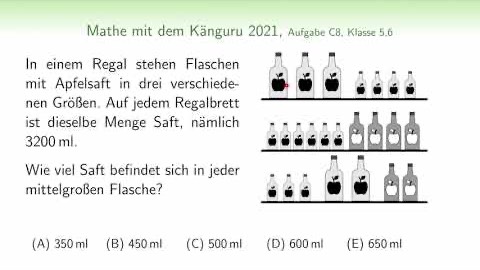 Mathe mit dem Känguru 2021, Aufgabe C8, Klasse 5.6
In einem Regal stehen Flaschen
mit Apfelsaft in drei verschiede-
nen Größen. Auf jedem Regalbrett
ist dieselbe Menge Saft, nämlich
3200 ml.
Wie viel Saft befindet sich in jeder
mittelgroßen Flasche?
(A) 350 ml (B) 450 ml (C) 500 ml (D) 600 ml (E) 650 ml